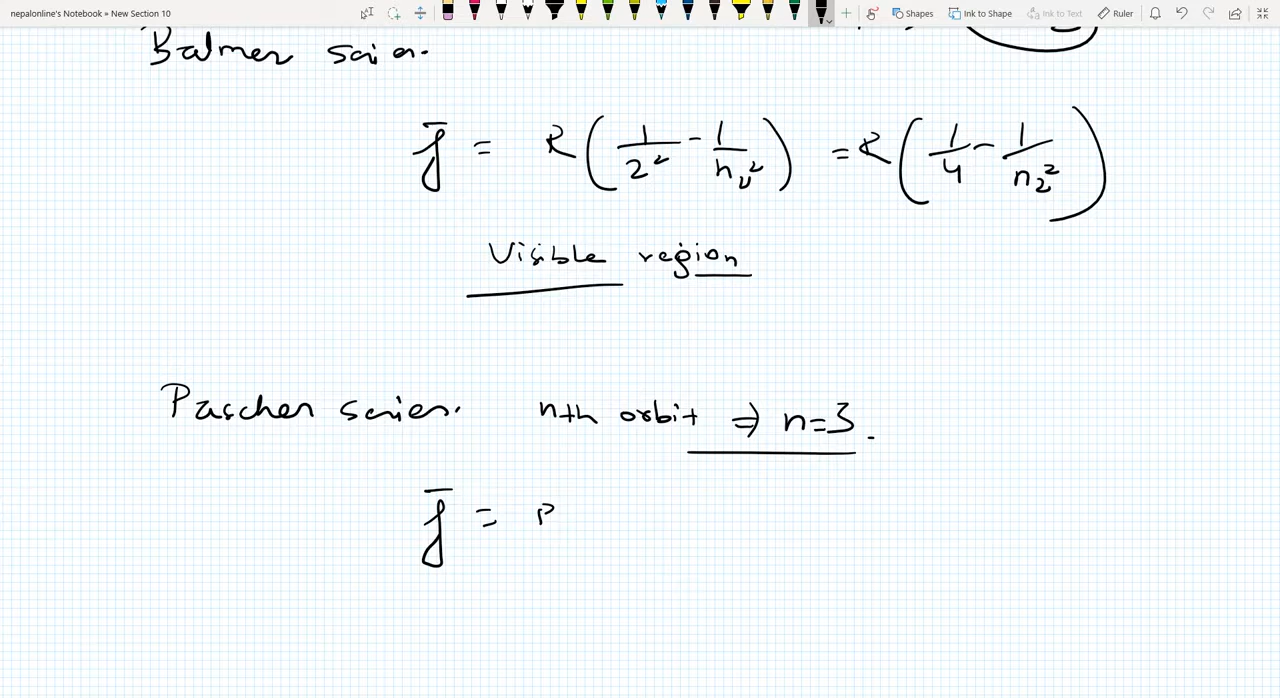 nepalonline's Notebook » New Section 10
Shapes Ink to Shape Ink to Text Ruler
Balmer
f̄ = R(1/2² - 1/n₂²) = R(1/4 - 1/n₂²)
Visible region
Paschen series. nth orbit ⇒ n=3.
f̄ =